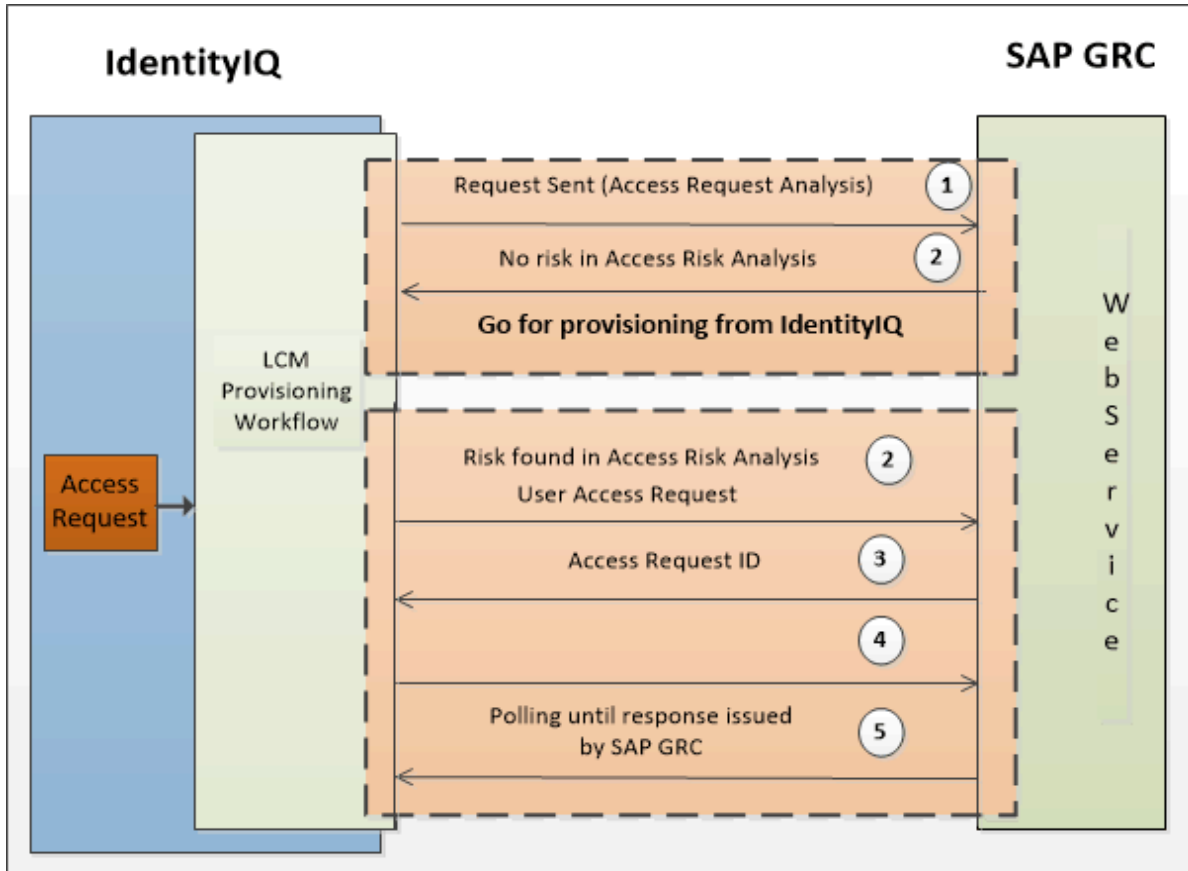 IdentityIQ
SAP GRC
Request Sent (Access Request Analysis)
1
No risk in Access Risk Analysis
2
Go for provisioning from IdentityIQ
LCM
Provisioning
Workflow
Access
Request
Risk found in Access Risk Analysis
2
User Access Request
Access Request ID
3
4
Polling until response issued
by SAP GRC
5
W
e
b
S
e
r
v
i
c
e